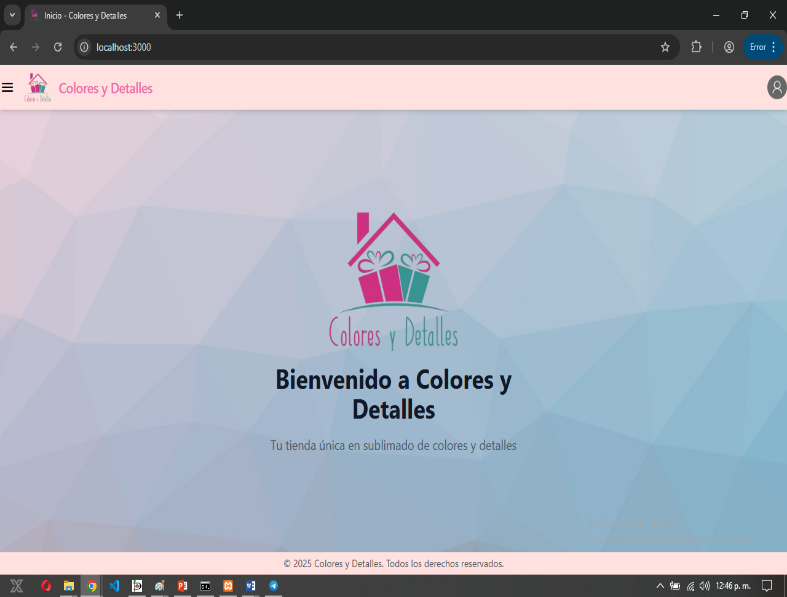 Inicio - Colores y Detalles
localhost:3000
Error
Colores y Detalles
Colores y Detalles
Bienvenido a Colores y
Detalles
Tu tienda única en sublimado de colores y detalles
© 2025 Colores y Detalles. Todos los derechos reservados.
12:46 p. m.